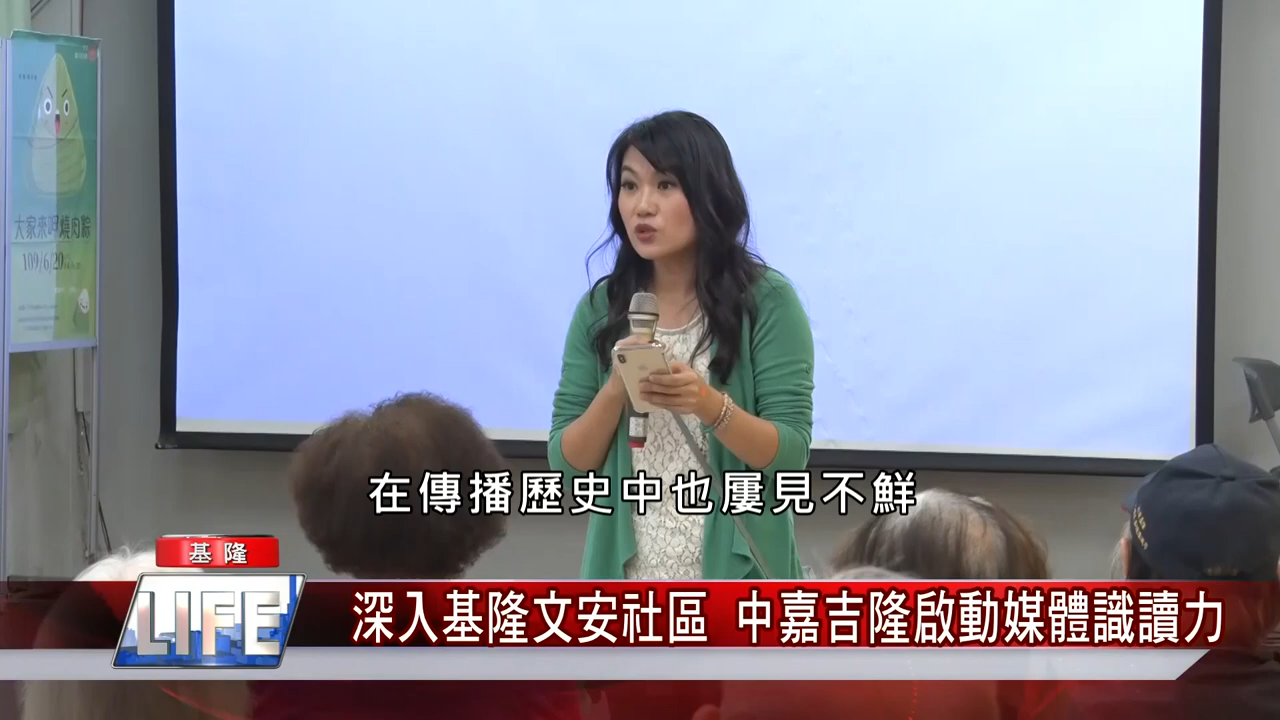 大家來呷燒肉粽
109/6/20
在傳播歷史中也屢見不鮮
基隆
LIFE
深入基隆文安社區 中嘉吉隆啟動媒體識讀力